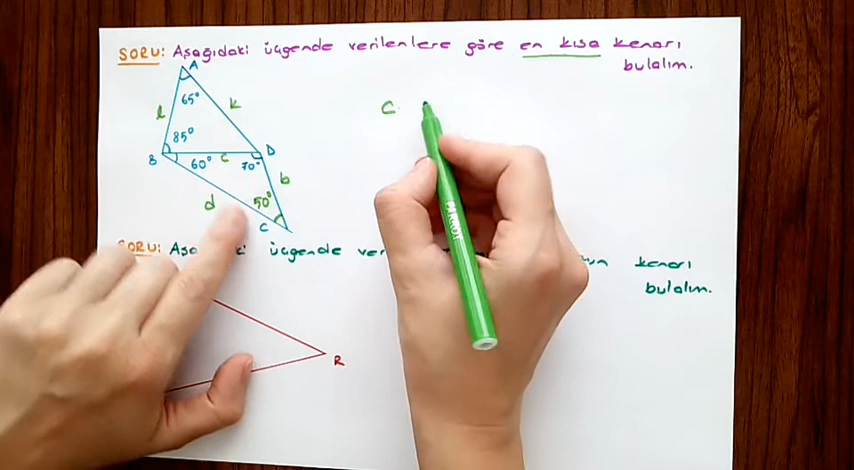 SORU: Aşağıdaki üçgende verilenlere göre en kısa kenarı
bulalım.
A
65°
l
k
85°
B
60°
c
70°
D
d
50°
b
C
c
SORU: üçgende kenarı
bulalım.
R